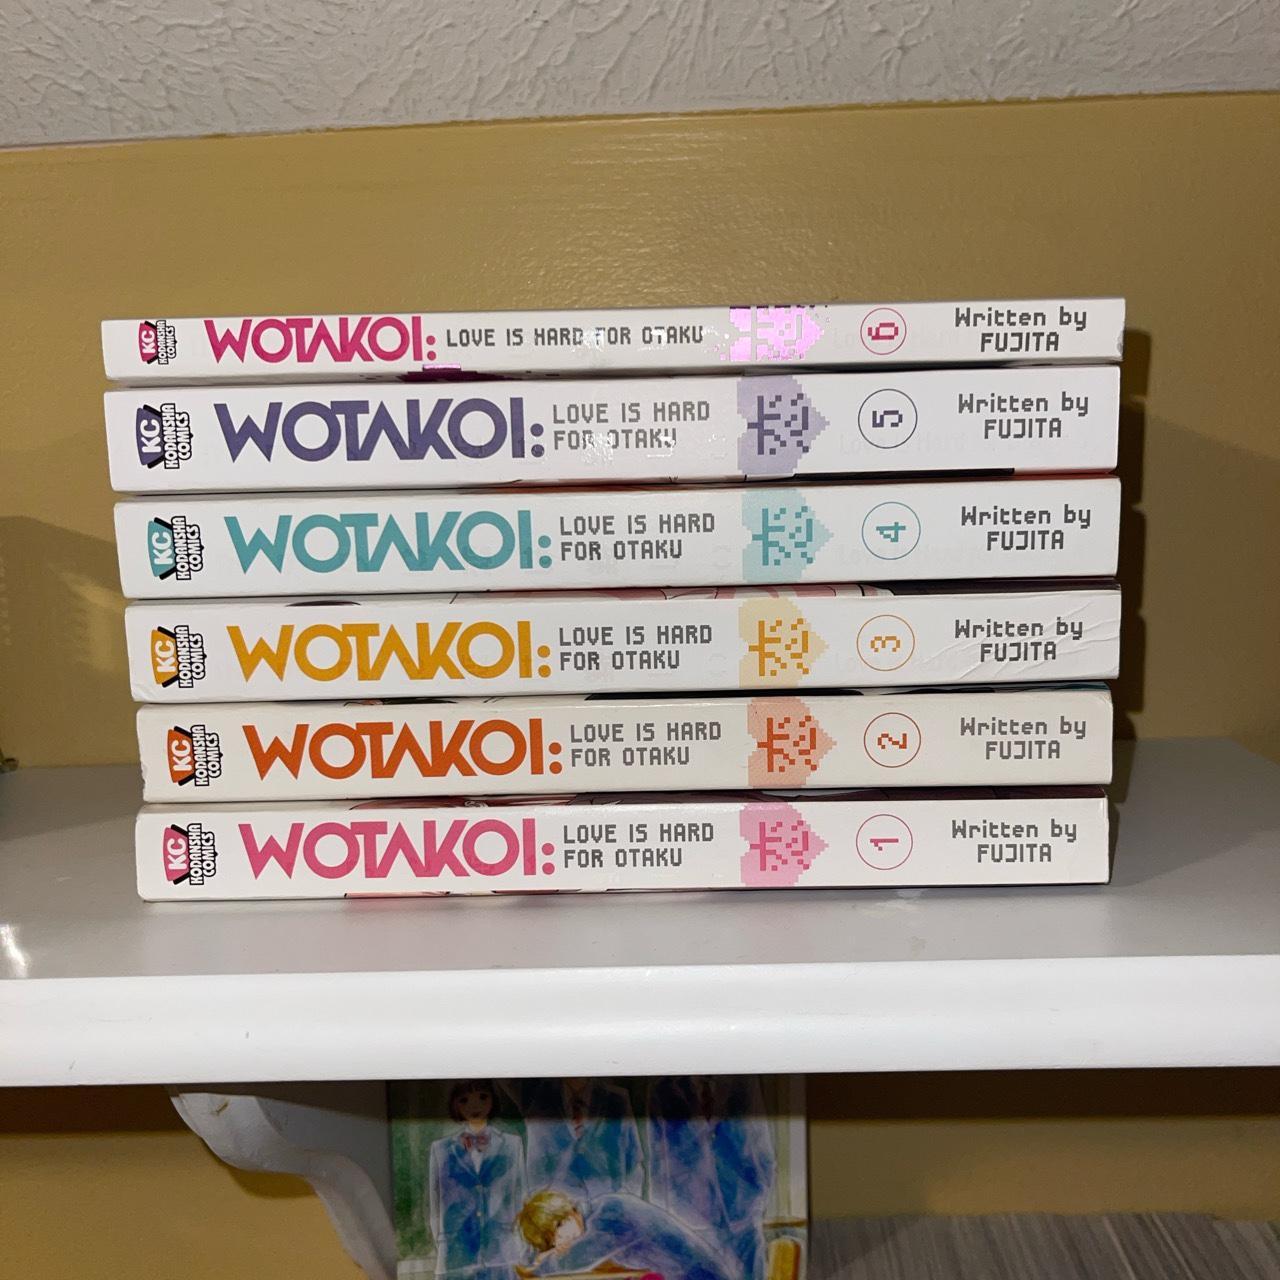 KC
KODANSHA
COMICS
WOTAKOI: LOVE IS HARD FOR OTAKU
恋
6
Written by
FUJITA
KC
KODANSHA
COMICS
WOTAKOI:
LOVE IS HARD
FOR OTAKU
恋
5
Written by
FUJITA
KC
KODANSHA
COMICS
WOTAKOI:
LOVE IS HARD
FOR OTAKU
恋
4
Written by
FUJITA
KC
KODANSHA
COMICS
WOTAKOI:
LOVE IS HARD
FOR OTAKU
恋
3
Written by
FUJITA
KC
KODANSHA
COMICS
WOTAKOI:
LOVE IS HARD
FOR OTAKU
恋
2
Written by
FUJITA
KC
KODANSHA
COMICS
WOTAKOI:
LOVE IS HARD
FOR OTAKU
恋
1
Written by
FUJITA